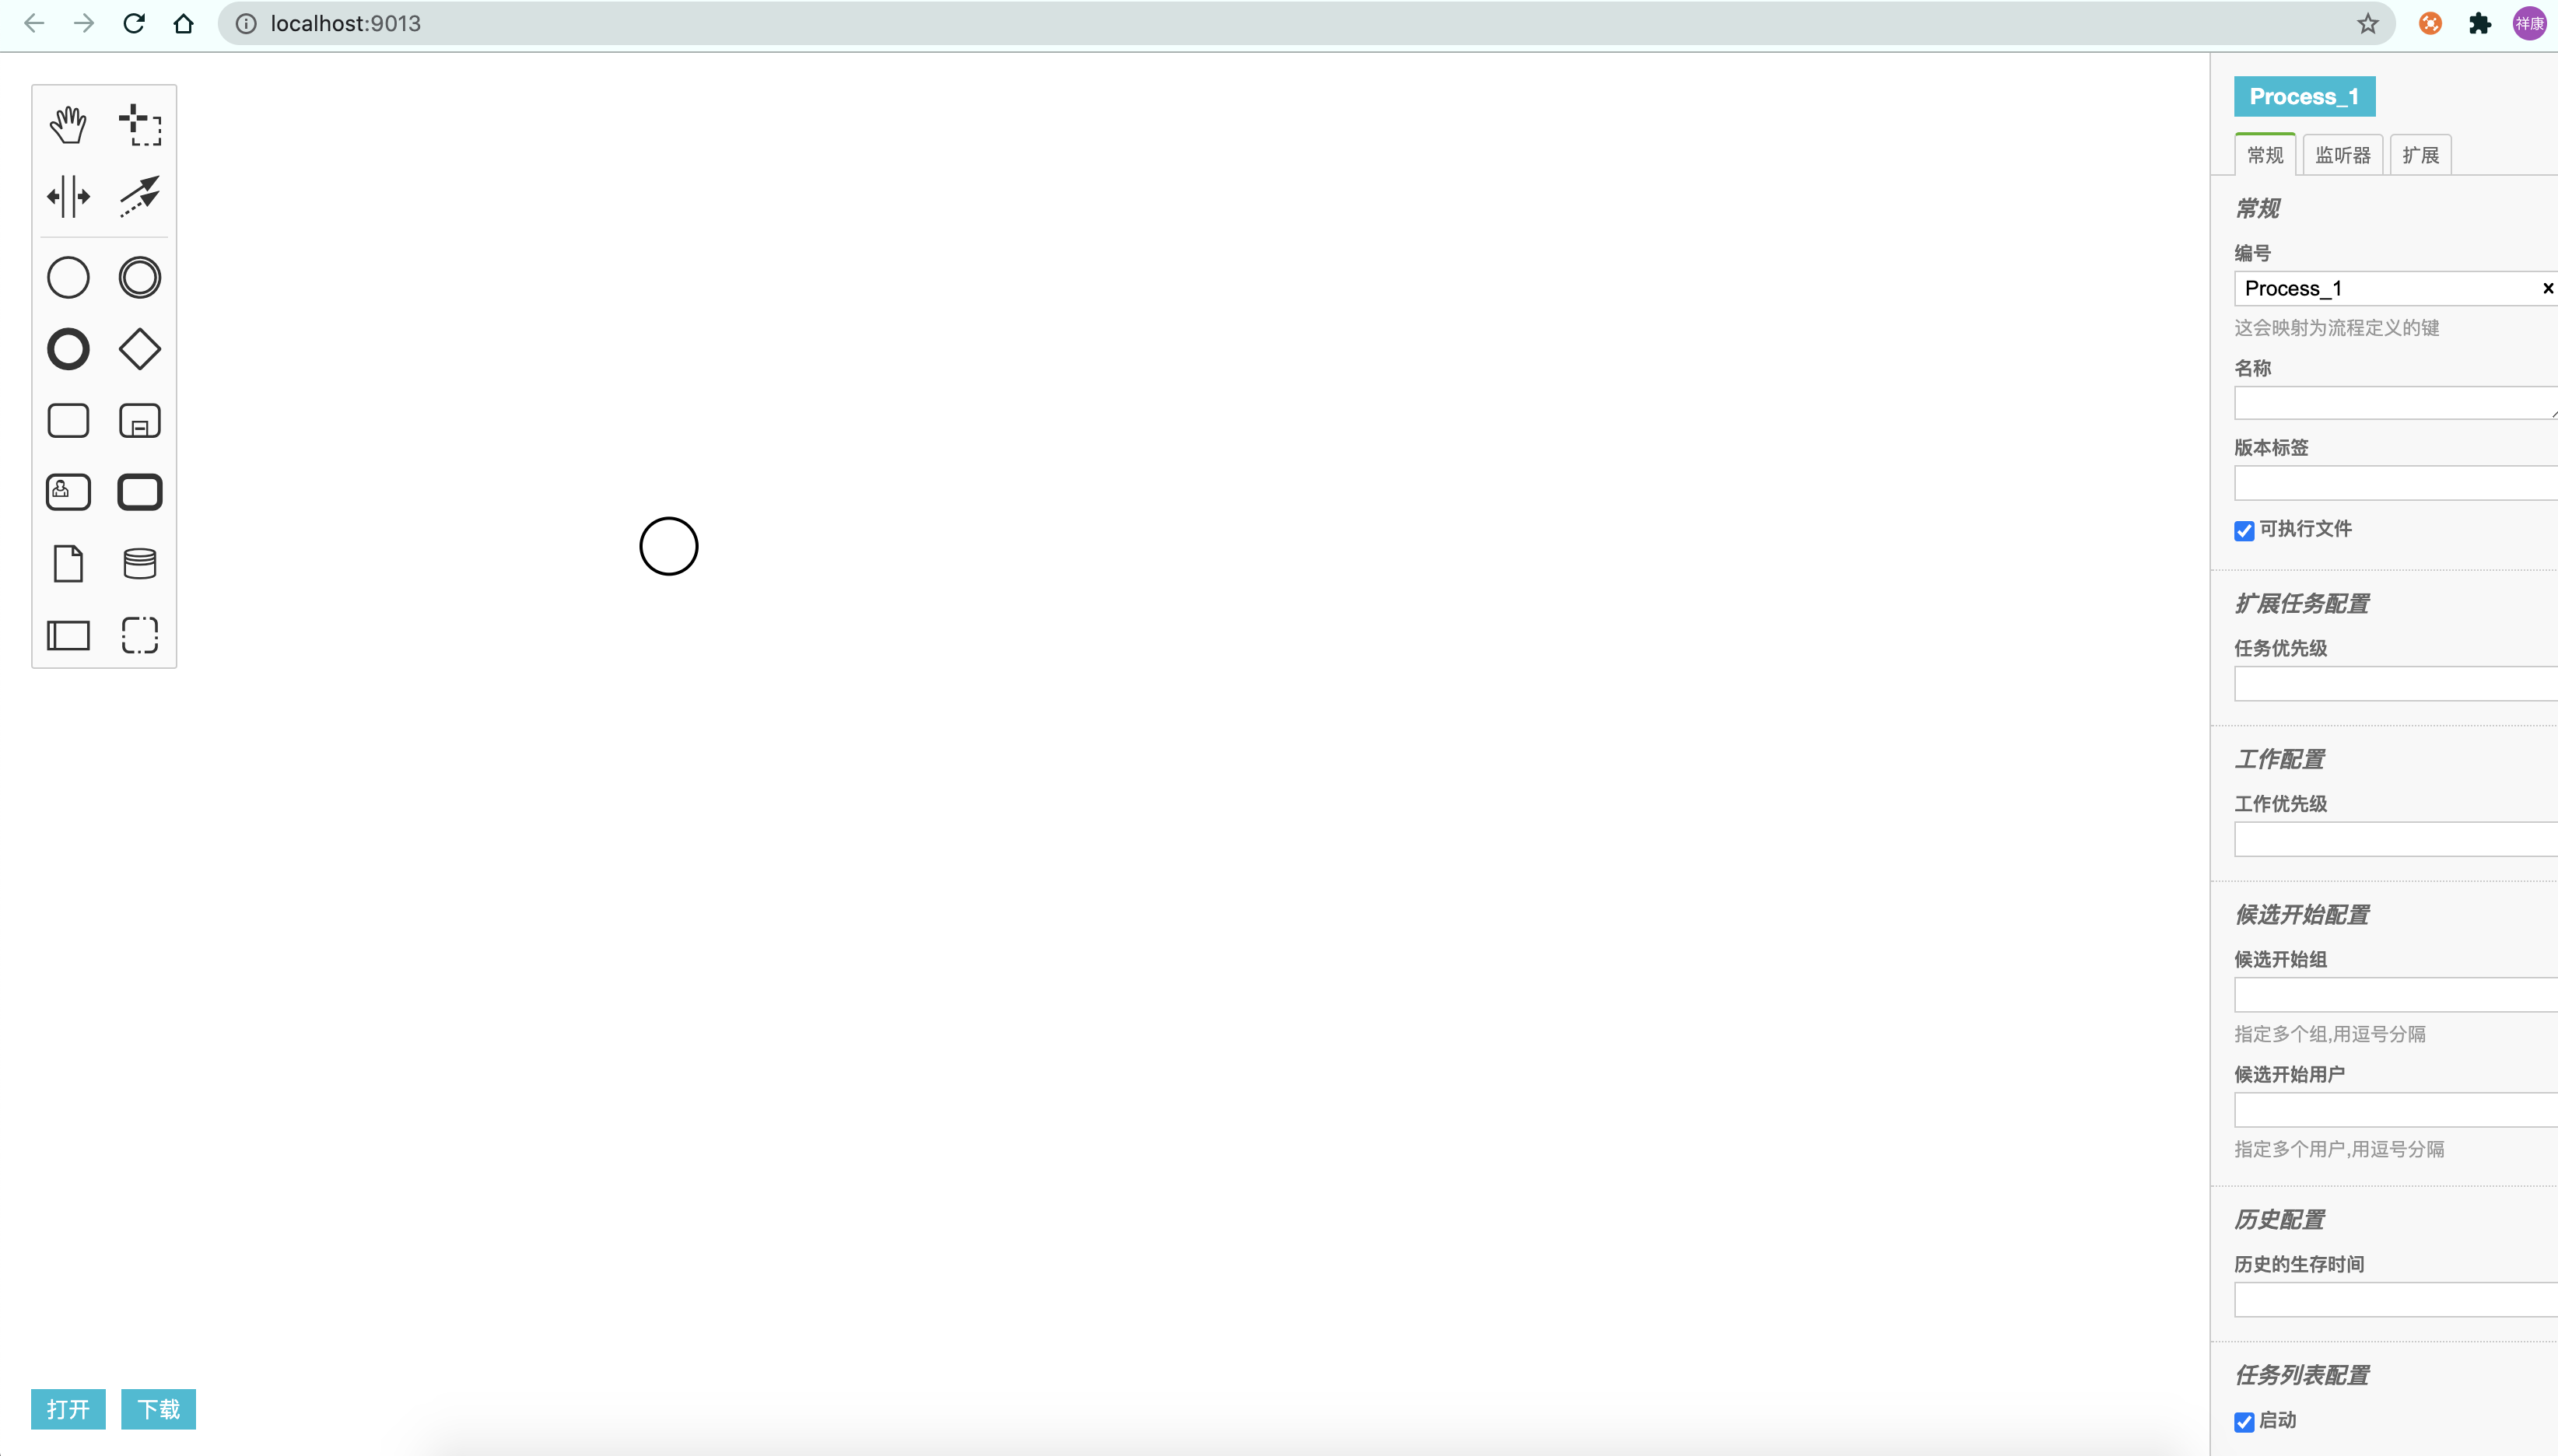 localhost:9013
祥康
Process_1
常规 监听器 扩展
常规
编号
Process_1
这会映射为流程定义的键
名称
版本标签
可执行文件
扩展任务配置
任务优先级
工作配置
工作优先级
候选开始配置
候选开始组
指定多个组,用逗号分隔
候选开始用户
指定多个用户,用逗号分隔
历史配置
历史的生存时间
任务列表配置
启动
打开 下载